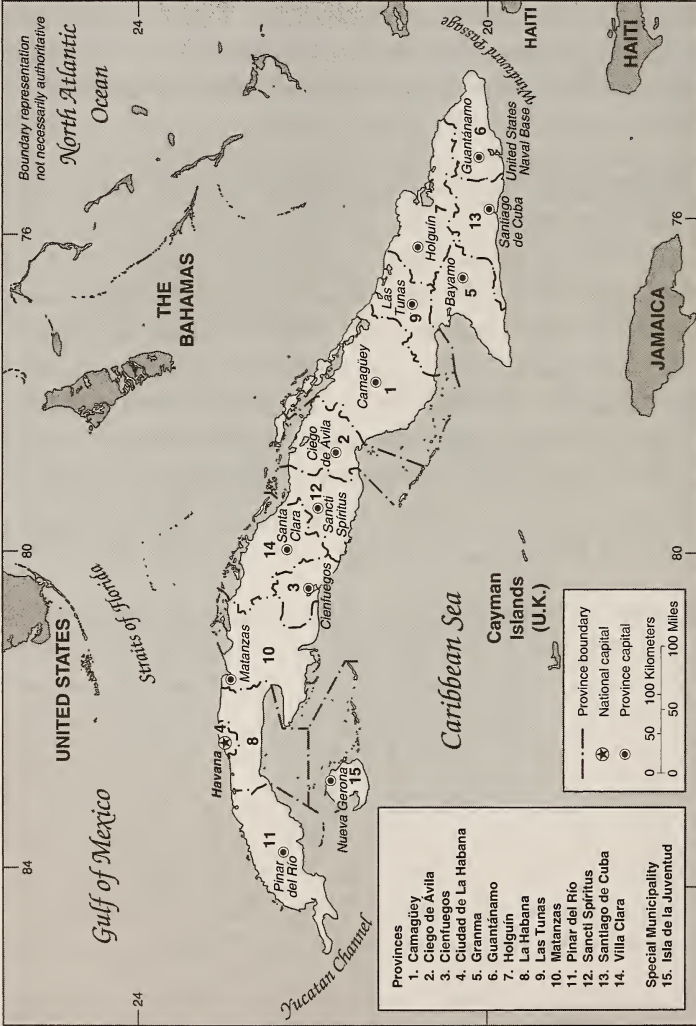 Boundary representation
not necessarily authoritative
24
20
76
80
84
24
76
80
North Atlantic
Ocean
Gulf of Mexico
UNITED STATES
Straits of Florida
THE
BAHAMAS
Windward Passage
HAITI
HAITI
Yucatan Channel
Caribbean Sea
Cayman
Islands
(U.K.)
JAMAICA
Havana
4
8
11
Pinar
del Río
Nueva Gerona
15
Matanzas
10
3
Cienfuegos
14
Santa
Clara
12
Sancti
Spíritus
Ciego
de Ávila
2
Camagüey
1
Las
Tunas
9
Holguín
7
Bayamo
5
13
Santiago
de Cuba
Guantánamo
6
United States
Naval Base
Provinces
1. Camagüey
2. Ciego de Ávila
3. Cienfuegos
4. Ciudad de La Habana
5. Granma
6. Guantánamo
7. Holguín
8. La Habana
9. Las Tunas
10. Matanzas
11. Pinar del Río
12. Sancti Spíritus
13. Santiago de Cuba
14. Villa Clara
Special Municipality
15. Isla de la Juventud
Province boundary
National capital
Province capital
0 50 100 Kilometers
0 50 100 Miles